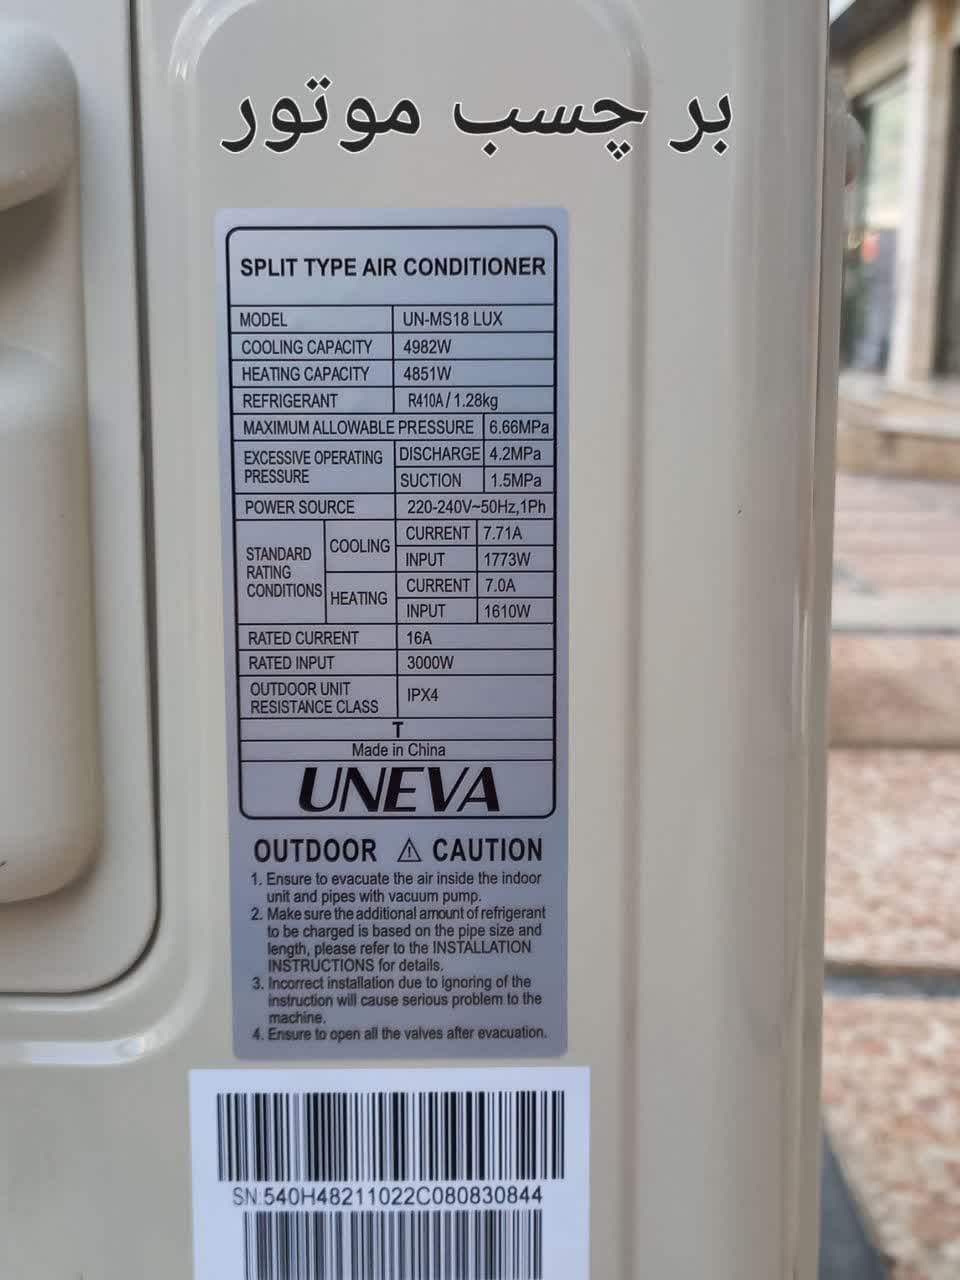 بر چسب موتور
SPLIT TYPE AIR CONDITIONER
MODEL UN-MS18 LUX
COOLING CAPACITY 4982W
HEATING CAPACITY 4851W
REFRIGERANT R410A / 1.28kg
MAXIMUM ALLOWABLE PRESSURE 6.66MPa
EXCESSIVE OPERATING PRESSURE DISCHARGE 4.2MPa
SUCTION 1.5MPa
POWER SOURCE 220-240V~50Hz,1Ph
STANDARD RATING CONDITIONS COOLING CURRENT 7.71A
INPUT 1773W
HEATING CURRENT 7.0A
INPUT 1610W
RATED CURRENT 16A
RATED INPUT 3000W
OUTDOOR UNIT RESISTANCE CLASS IPX4
T
Made in China
UNEVA
OUTDOOR ⚠ CAUTION
1. Ensure to evacuate the air inside the indoor
unit and pipes with vacuum pump.
2. Make sure the additional amount of refrigerant
to be charged is based on the pipe size and
length, please refer to the INSTALLATION
INSTRUCTIONS for details.
3. Incorrect installation due to ignoring of the
instruction will cause serious problem to the
machine.
4. Ensure to open all the valves after evacuation.
SN:540H48211022C080830844